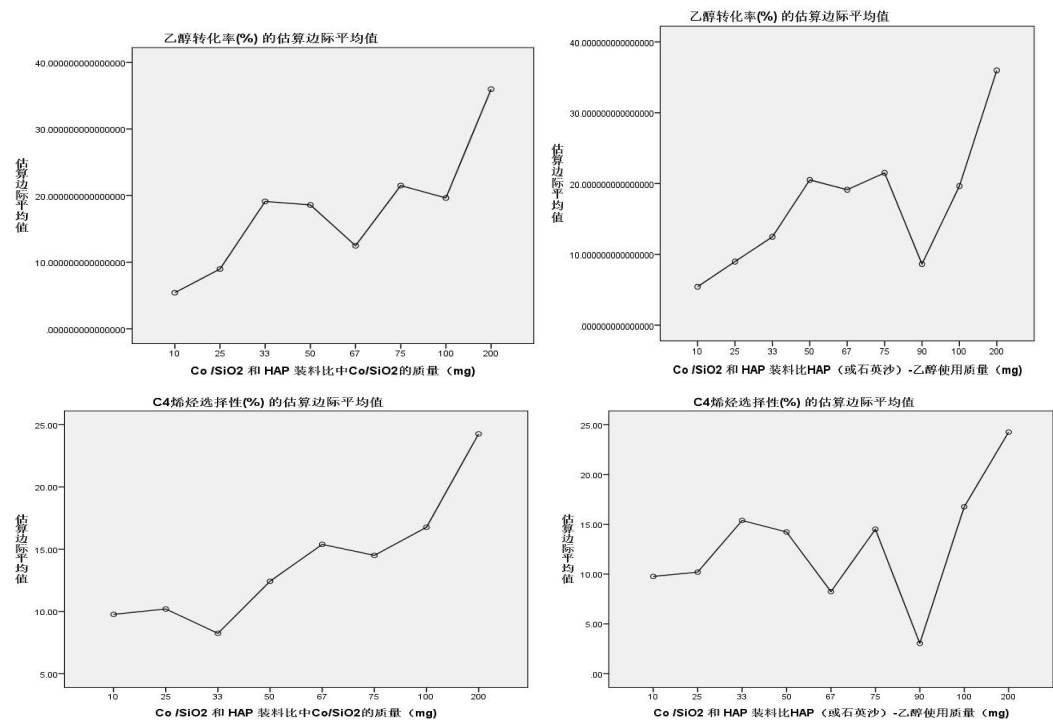 乙醇转化率(%) 的估算边际平均值
40.000000000000000
30.000000000000000
20.000000000000000
10.000000000000000
.000000000000000
估算边际平均值
10 25 33 50 67 75 100 200
Co /SiO2 和 HAP 装料比中Co/SiO2的质量（mg）
乙醇转化率(%) 的估算边际平均值
40.000000000000000
30.000000000000000
20.000000000000000
10.000000000000000
.000000000000000
估算边际平均值
10 25 33 50 67 75 90 100 200
Co /SiO2 和 HAP 装料比HAP（或石英沙）-乙醇使用质量（mg)
C4烯烃选择性(%) 的估算边际平均值
25.00
20.00
15.00
10.00
5.00
估算边际平均值
10 25 33 50 67 75 100 200
Co /SiO2 和 HAP 装料比中Co/SiO2的质量（mg）
C4烯烃选择性(%) 的估算边际平均值
25.00
20.00
15.00
10.00
5.00
.00
估算边际平均值
10 25 33 50 67 75 90 100 200
Co /SiO2 和 HAP 装料比HAP（或石英沙）-乙醇使用质量（mg)